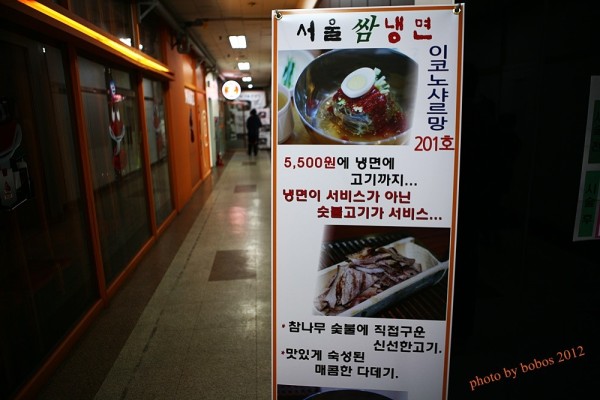 서울 쌈냉면
이코노샤르망
201호
5,500원에 냉면에
고기까지...
냉면이 서비스가 아닌
숯불고기가 서비스...
*참나무 숯불에 직접구운
신선한고기.
*맛있게 숙성된
매콤한 다데기.
photo by bobos 2012